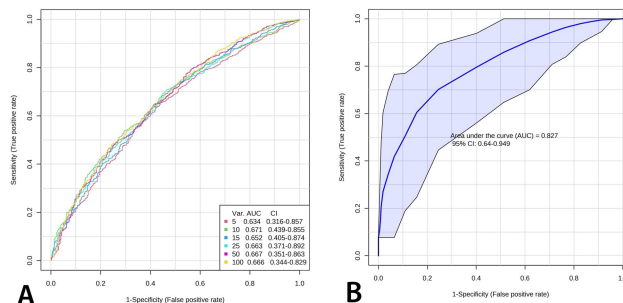 1.0
0.8
0.6
0.4
0.2
0.0
Sensitivity (True positive rate)
Var. AUC CI
5 0.634 0.316-0.857
10 0.671 0.439-0.855
15 0.652 0.405-0.874
25 0.663 0.371-0.892
50 0.667 0.351-0.863
100 0.666 0.344-0.829
0.0 0.2 0.4 0.6 0.8 1.0
1-Specificity (False positive rate)
A
1.0
0.8
0.6
0.4
0.2
0.0
Sensitivity (True positive rate)
Area under the curve (AUC) = 0.827
95% CI: 0.64-0.949
0.0 0.2 0.4 0.6 0.8 1.0
1-Specificity (False positive rate)
B